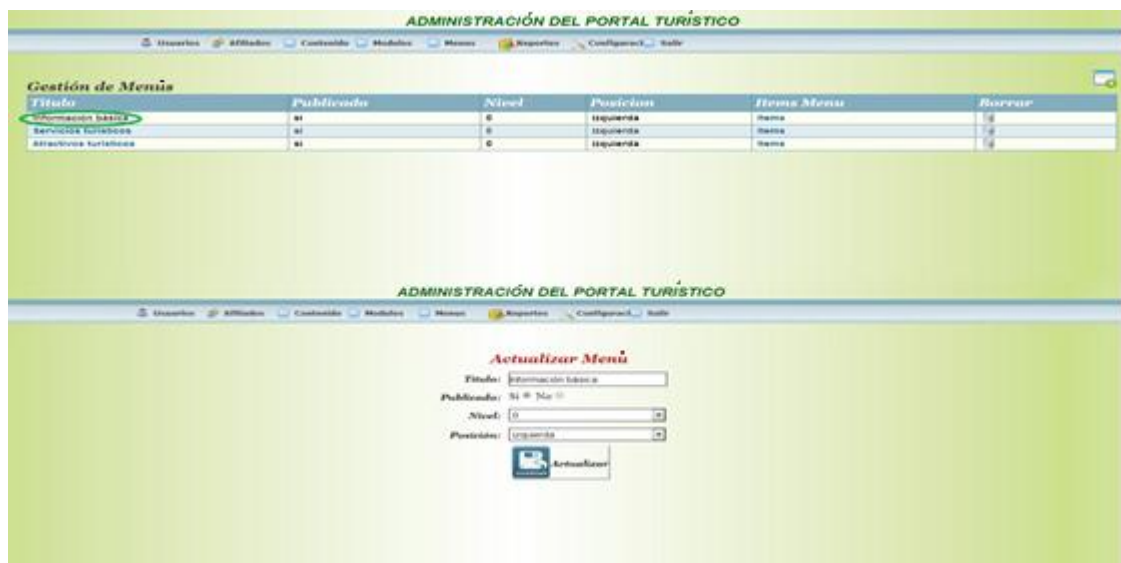 ADMINISTRACIÓN DEL PORTAL TURÍSTICO
Usuarios Afiliados Contenido Modulos Menus Reportes Configuraci... Salir
Gestión de Menús
Titulo Publicado Nivel Posicion Items Menu Borrar
Información básica si 0 Izquierda Items
Servicios turísticos si 0 Izquierda Items
Atractivos turísticos si 0 Izquierda Items
ADMINISTRACIÓN DEL PORTAL TURÍSTICO
Usuarios Afiliados Contenido Modulos Menus Reportes Configuraci... Salir
Actualizar Menú
Titulo: Información básica
Publicado: Si No
Nivel: 0
Posición: Izquierda
Actualizar